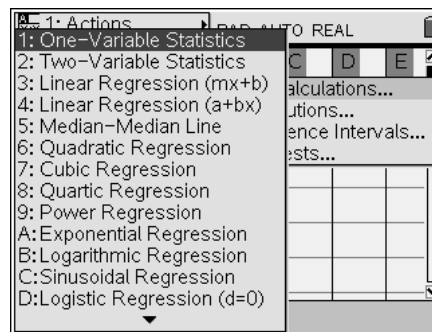 1: Actions RAD AUTO REAL
1: One-Variable Statistics
2: Two-Variable Statistics
3: Linear Regression (mx+b)
4: Linear Regression (a+bx)
5: Median-Median Line
6: Quadratic Regression
7: Cubic Regression
8: Quartic Regression
9: Power Regression
A: Exponential Regression
B: Logarithmic Regression
C: Sinusoidal Regression
D: Logistic Regression (d=0)
C D E
alculations...
utions...
ence Intervals...
ests...